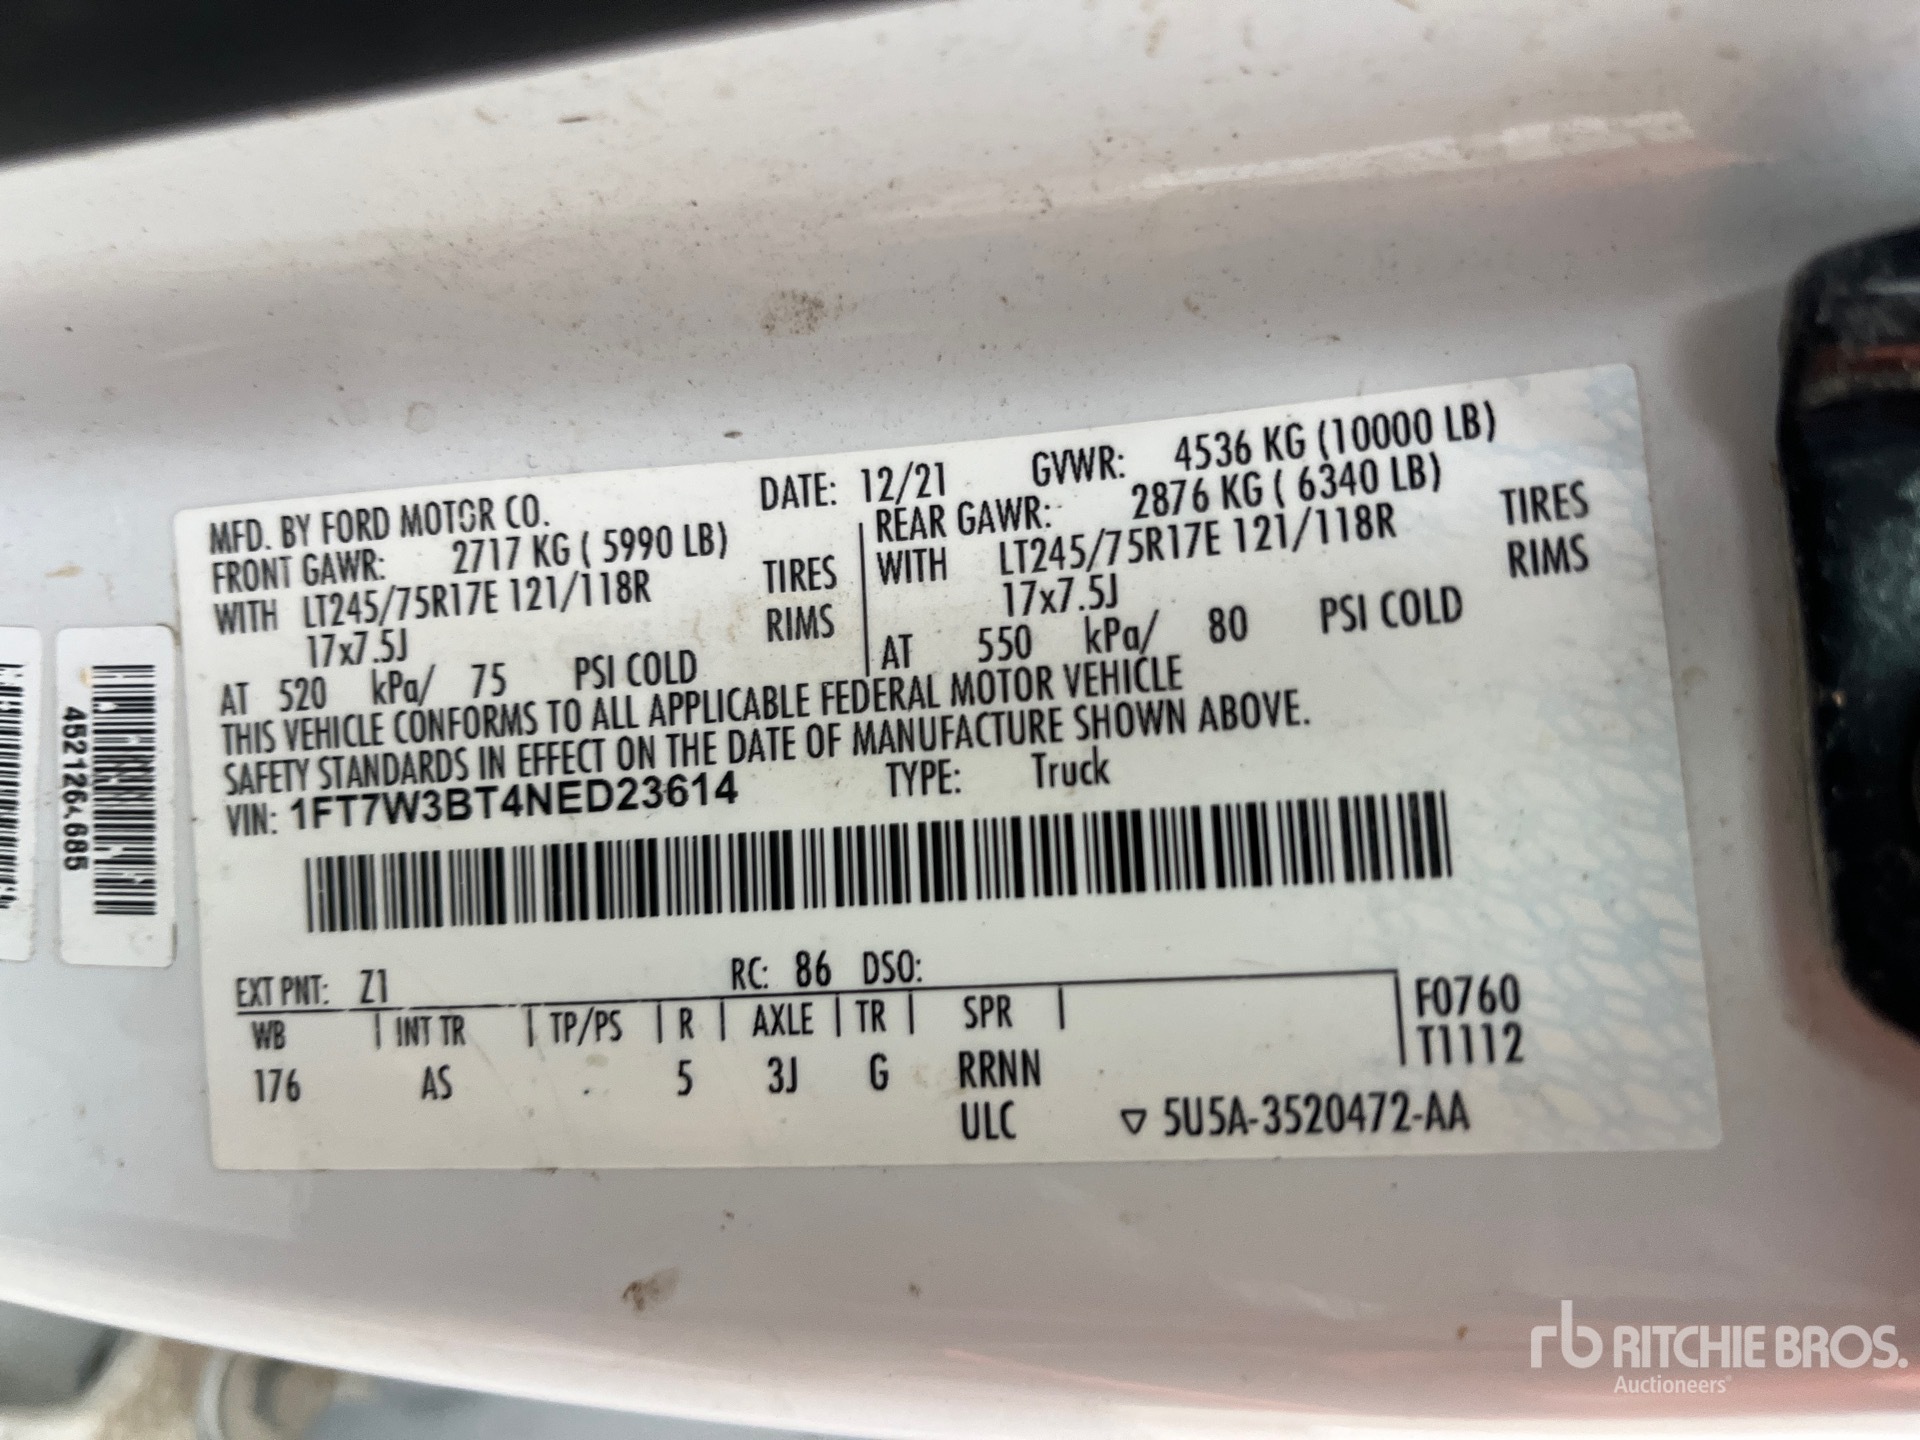 MFD. BY FORD MOTOR CO. DATE: 12/21 GVWR: 4536 KG (10000 LB)
FRONT GAWR: 2717 KG ( 5990 LB) REAR GAWR: 2876 KG ( 6340 LB)
WITH LT245/75R17E 121/118R TIRES WITH LT245/75R17E 121/118R TIRES
17x7.5J RIMS 17x7.5J RIMS
AT 520 kPa/ 75 PSI COLD AT 550 kPa/ 80 PSI COLD
THIS VEHICLE CONFORMS TO ALL APPLICABLE FEDERAL MOTOR VEHICLE
SAFETY STANDARDS IN EFFECT ON THE DATE OF MANUFACTURE SHOWN ABOVE.
VIN: 1FT7W3BT4NED23614 TYPE: Truck
EXT PNT: Z1 RC: 86 DSO:
WB | INT TR | TP/PS | R | AXLE | TR | SPR | F0760
T1112
176 AS 5 3J G RRNN
ULC ▽ 5U5A-3520472-AA
4521264685
rb RITCHIE BROS.
Auctioneers